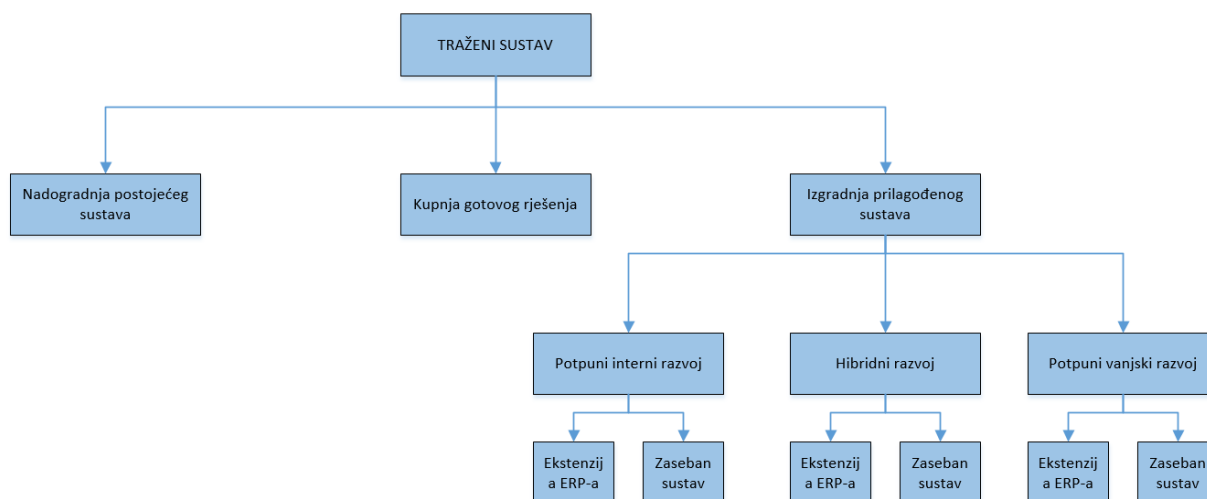 TRAŽENI SUSTAV
Nadogradnja postojećeg
sustava
Kupnja gotovog rješenja
Izgradnja prilagođenog
sustava
Potpuni interni razvoj
Hibridni razvoj
Potpuni vanjski razvoj
Ekstenzij
a ERP-a
Zaseban
sustav
Ekstenzij
a ERP-a
Zaseban
sustav
Ekstenzij
a ERP-a
Zaseban
sustav